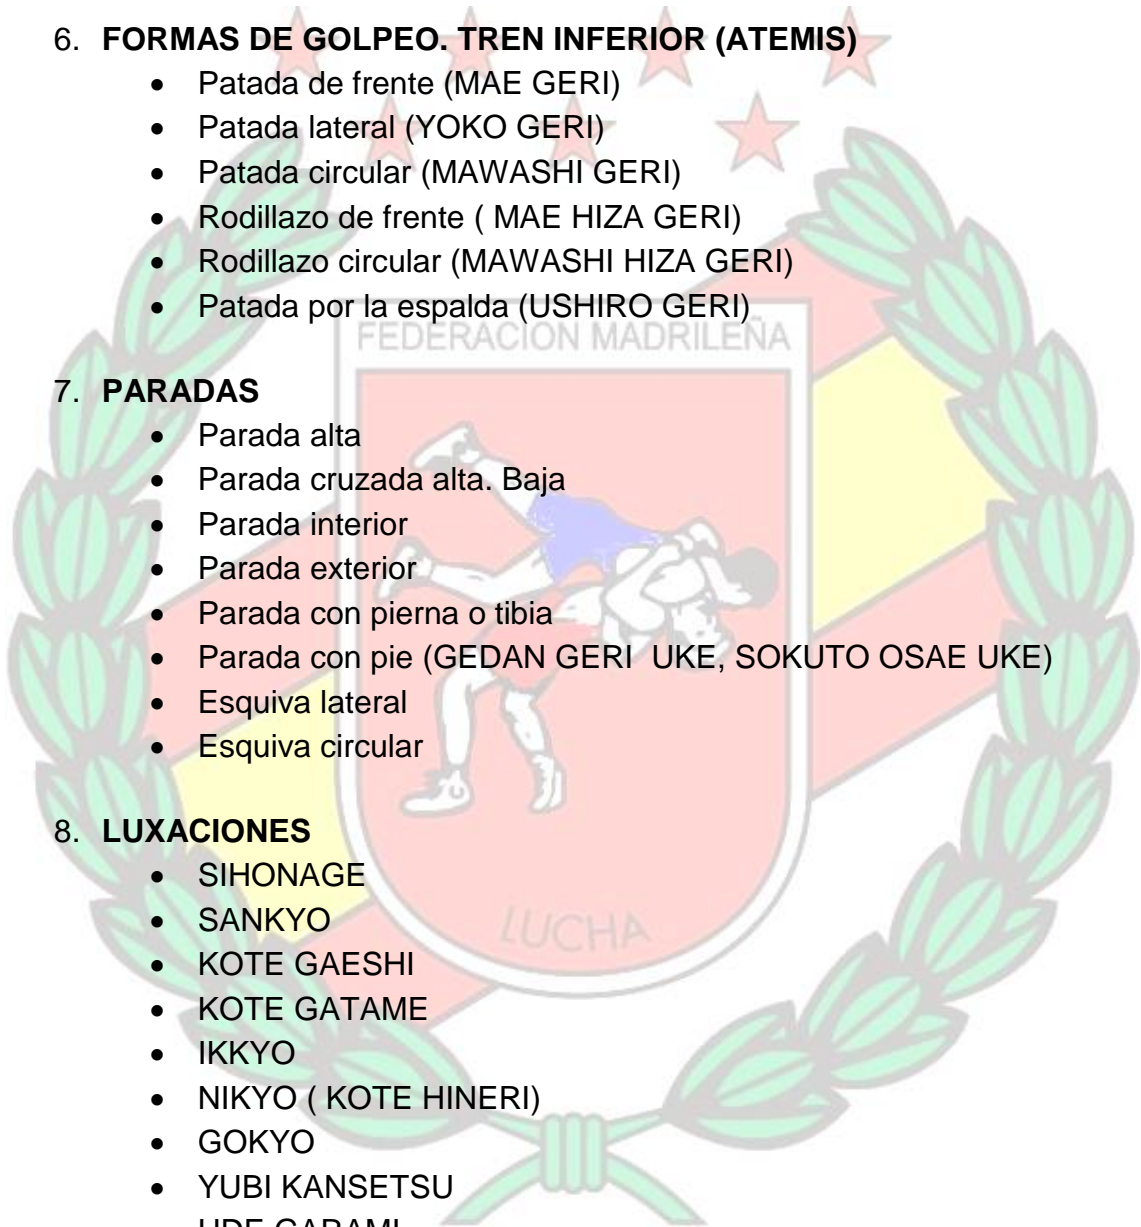 6. FORMAS DE GOLPEO. TREN INFERIOR (ATEMIS)
• Patada de frente (MAE GERI)
• Patada lateral (YOKO GERI)
• Patada circular (MAWASHI GERI)
• Rodillazo de frente ( MAE HIZA GERI)
• Rodillazo circular (MAWASHI HIZA GERI)
• Patada por la espalda (USHIRO GERI)
FEDERACION MADRILEÑA
7. PARADAS
• Parada alta
• Parada cruzada alta. Baja
• Parada interior
• Parada exterior
• Parada con pierna o tibia
• Parada con pie (GEDAN GERI  UKE, SOKUTO OSAE UKE)
• Esquiva lateral
• Esquiva circular
8. LUXACIONES
• SIHONAGE
• SANKYO
LUCHA
• KOTE GAESHI
• KOTE GATAME
• IKKYO
• NIKYO ( KOTE HINERI)
• GOKYO
• YUBI KANSETSU